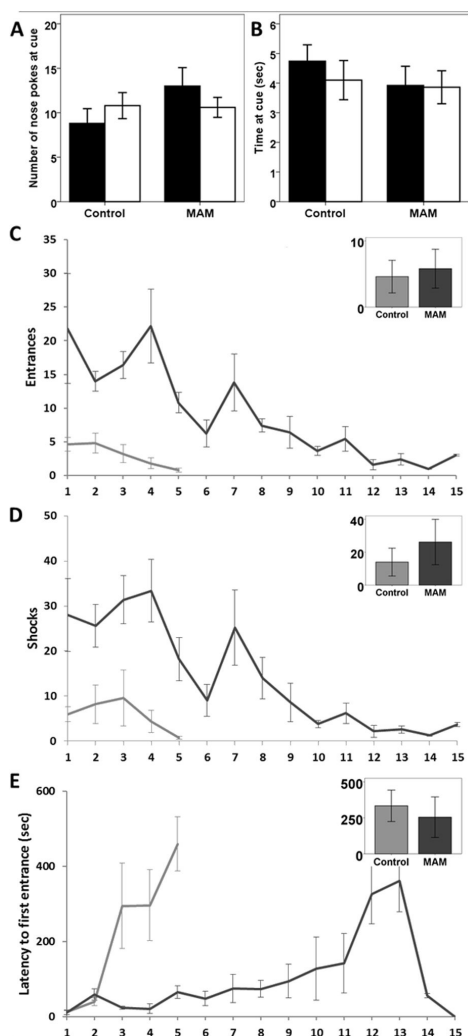 A
Number of nose pokes at cue
20
15
10
5
0
Control MAM
B
Time at cue (sec)
6
5
4
3
2
1
0
Control MAM
C
Entrances
35
30
25
20
15
10
5
0
1 2 3 4 5 6 7 8 9 10 11 12 13 14 15
10
0
Control MAM
D
Shocks
50
40
30
20
10
0
1 2 3 4 5 6 7 8 9 10 11 12 13 14 15
40
20
0
Control MAM
E
Latency to first entrance (sec)
600
400
200
0
1 2 3 4 5 6 7 8 9 10 11 12 13 14 15
500
250
0
Control MAM